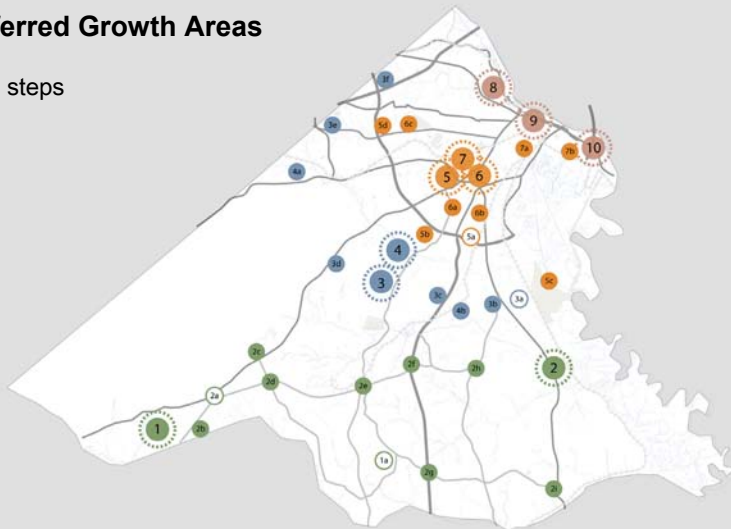 erred Growth Areas
steps
3f
8
3e
5d
6c
9
7a
7b
10
7
4a
5
6
6a
6b
5b
5a
4
3d
3
5c
3c
3a
4b
3b
2c
2f
2h
2
2d
2e
2a
1
2b
1a
2g
2i